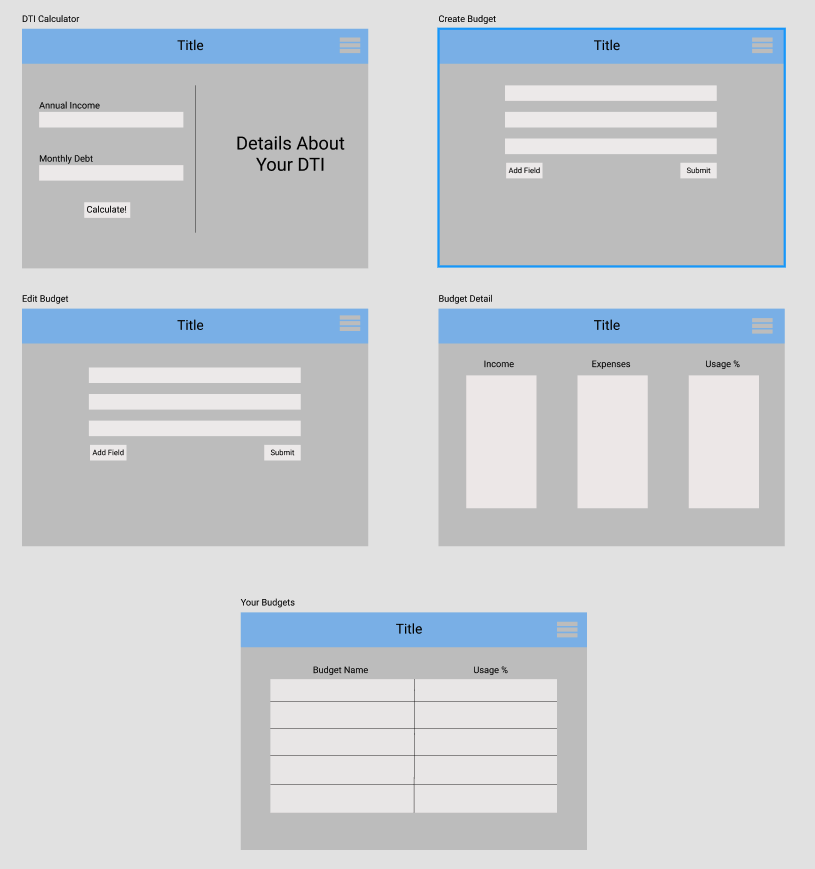 DTI Calculator
Title
Annual Income
Monthly Debt
Calculate!
Details About
Your DTI
Create Budget
Title
Add Field
Submit
Edit Budget
Title
Add Field
Submit
Budget Detail
Title
Income
Expenses
Usage %
Your Budgets
Title
Budget Name
Usage %